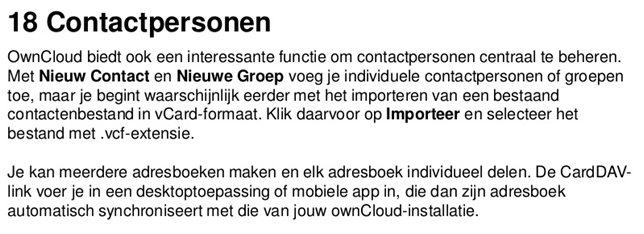 18 Contactpersonen
OwnCloud biedt ook een interessante functie om contactpersonen centraal te beheren.
Met Nieuw Contact en Nieuwe Groep voeg je individuele contactpersonen of groepen
toe, maar je begint waarschijnlijk eerder met het importeren van een bestaand
contactenbestand in vCard-formaat. Klik daarvoor op Importeer en selecteer het
bestand met .vcf-extensie.
Je kan meerdere adresboeken maken en elk adresboek individueel delen. De CardDAV-
link voer je in een desktoptoepassing of mobiele app in, die dan zijn adresboek
automatisch synchroniseert met die van jouw ownCloud-installatie.